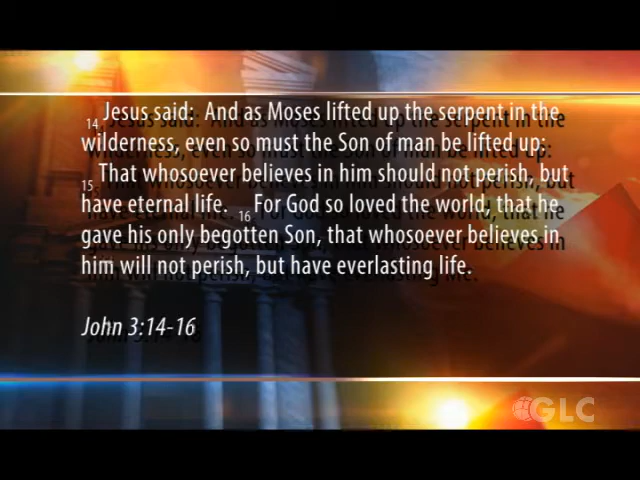 14 Jesus said: And as Moses lifted up the serpent in the
wilderness, even so must the Son of man be lifted up:
15 That whosoever believes in him should not perish, but
have eternal life. 16 For God so loved the world, that he
gave his only begotten Son, that whosoever believes in
him will not perish, but have everlasting life.
John 3:14-16
GLC